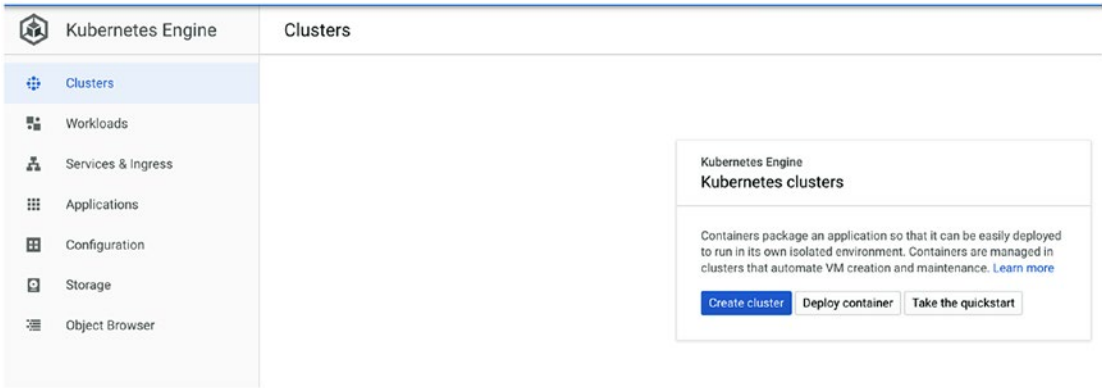 Kubernetes Engine
Clusters
Clusters
Workloads
Services & Ingress
Applications
Configuration
Storage
Object Browser
Kubernetes Engine
Kubernetes clusters
Containers package an application so that it can be easily deployed
to run in its own isolated environment. Containers are managed in
clusters that automate VM creation and maintenance. Learn more
Create cluster Deploy container Take the quickstart